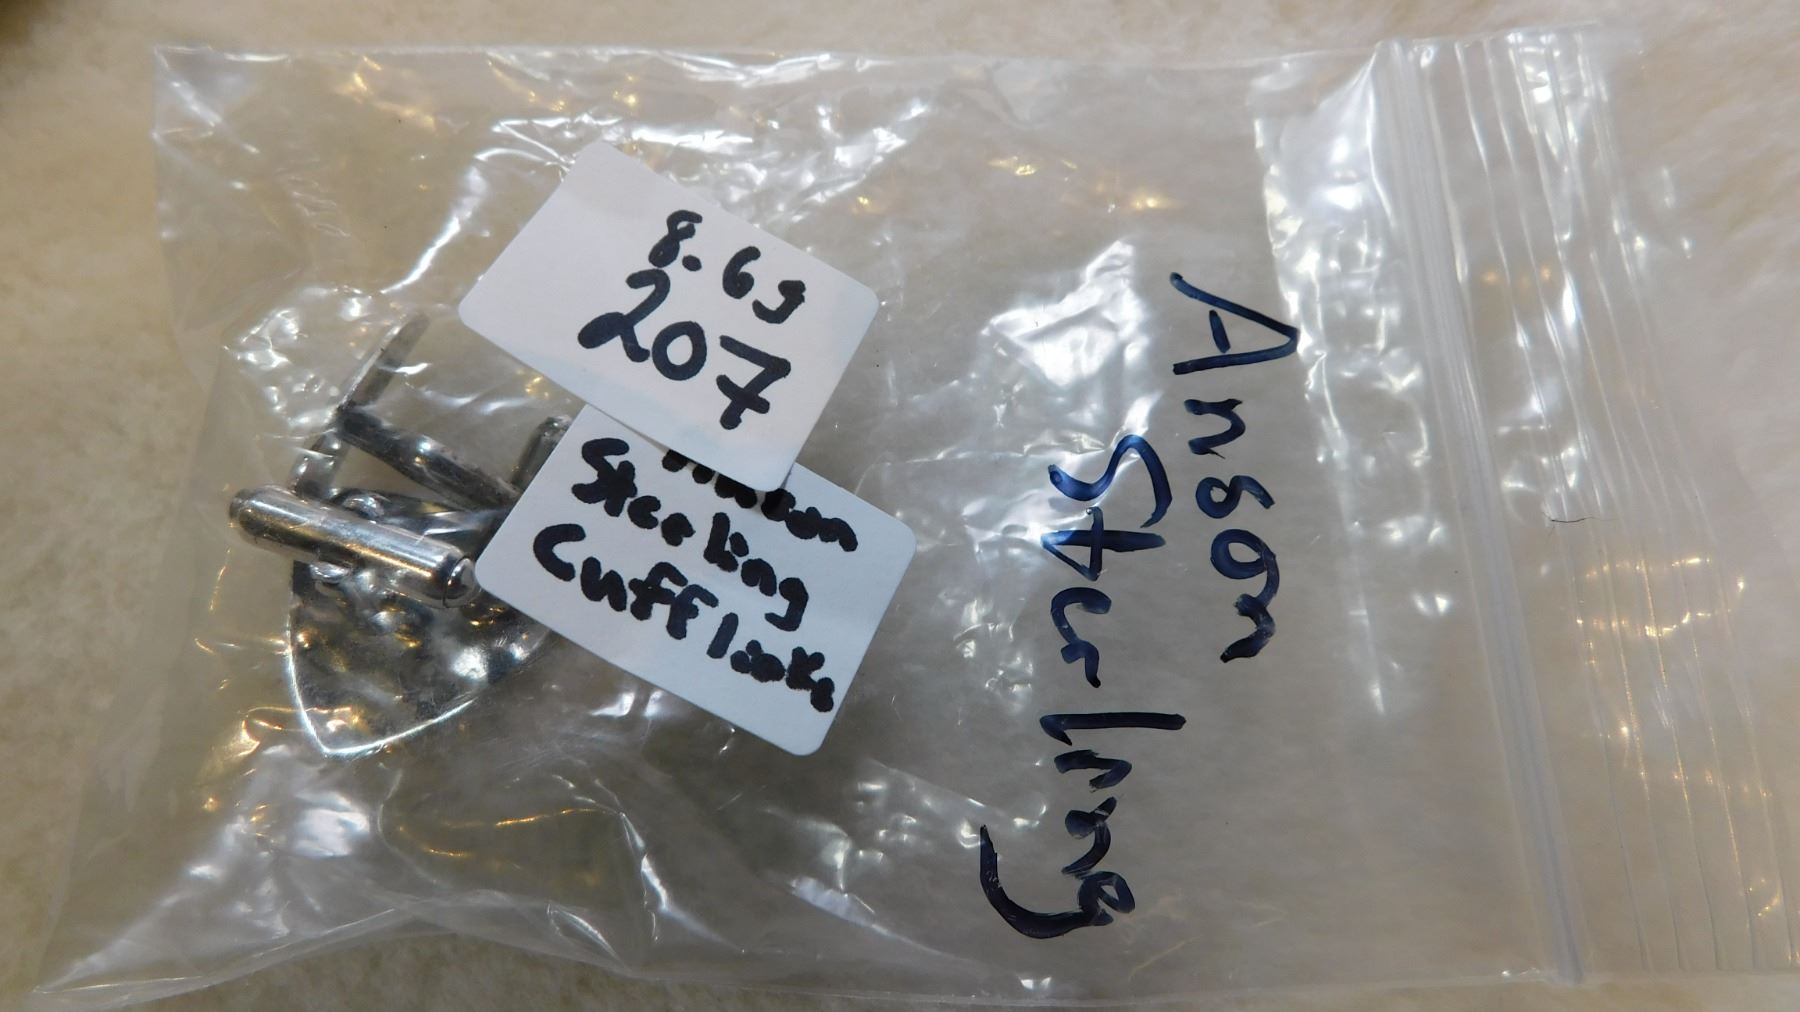 8.6g
207
Sterling
Cufflinks
Anson
Sterling